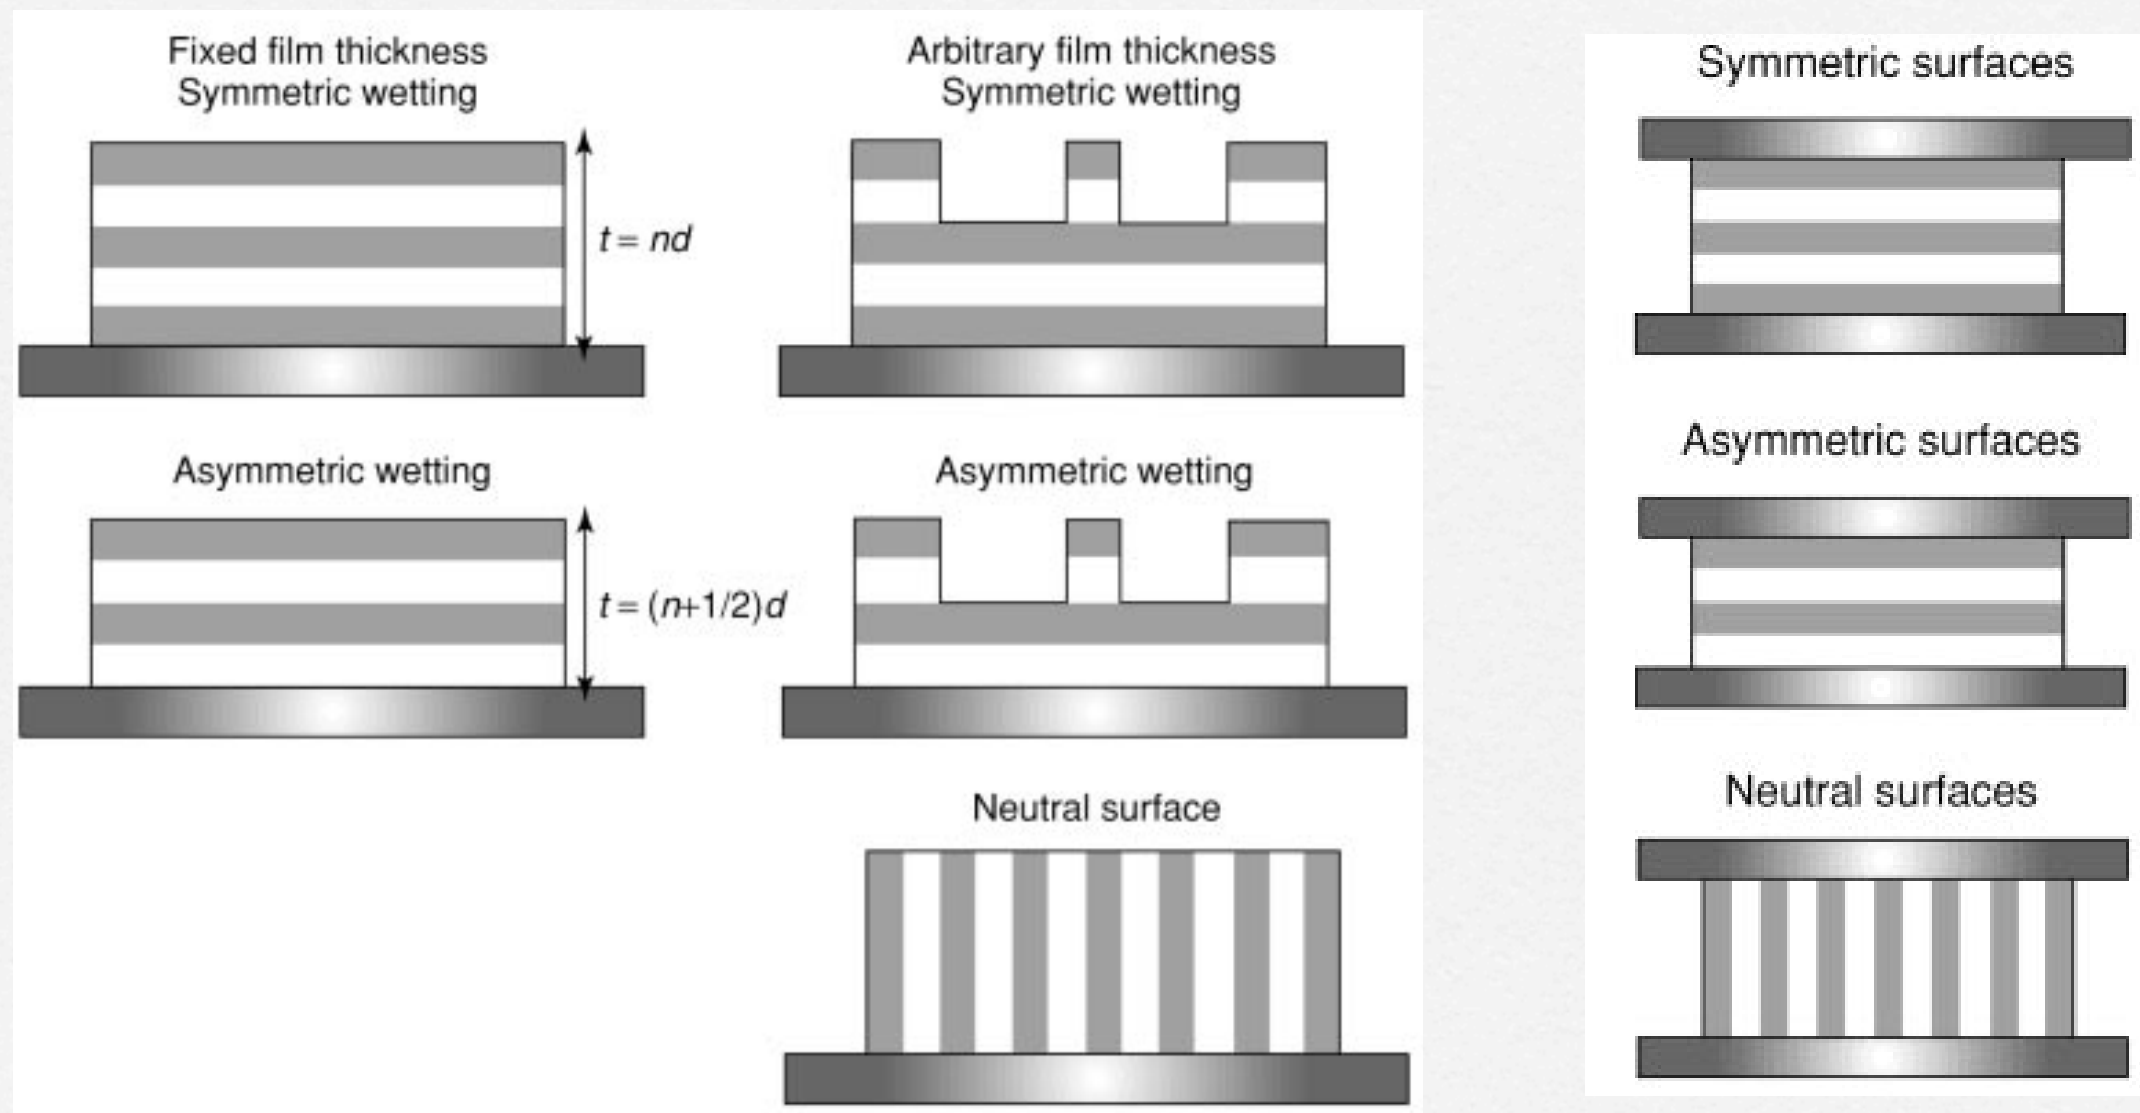 Fixed film thickness
Symmetric wetting
t = nd
Arbitrary film thickness
Symmetric wetting
Asymmetric wetting
t = (n+1/2)d
Asymmetric wetting
Neutral surface
Symmetric surfaces
Asymmetric surfaces
Neutral surfaces